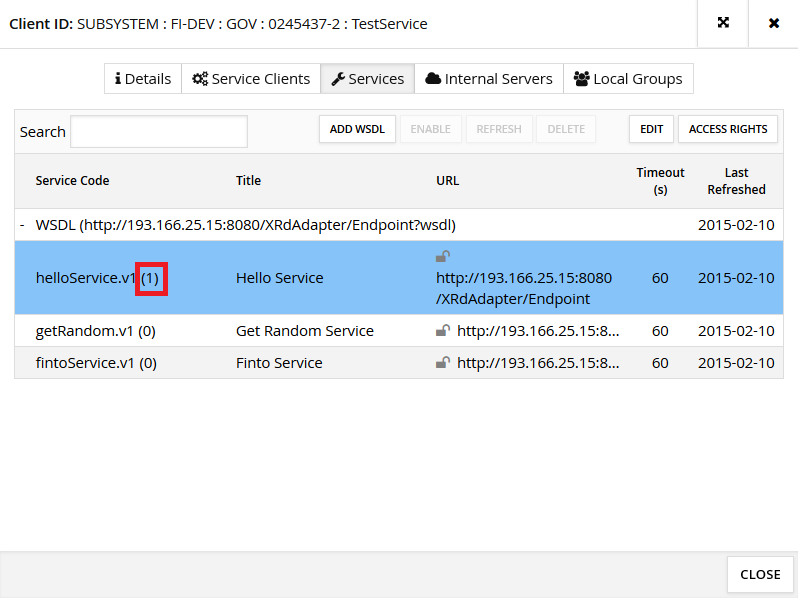 Client ID: SUBSYSTEM : FI-DEV : GOV : 0245437-2 : TestService
Details Service Clients Services Internal Servers Local Groups
Search ADD WSDL ENABLE REFRESH DELETE EDIT ACCESS RIGHTS
Service Code Title URL Timeout (s) Last Refreshed
- WSDL (http://193.166.25.15:8080/XRdAdapter/Endpoint?wsdl) 2015-02-10
helloService.v1 (1) Hello Service http://193.166.25.15:8080
/XRdAdapter/Endpoint 60 2015-02-10
getRandom.v1 (0) Get Random Service http://193.166.25.15:8... 60 2015-02-10
fintoService.v1 (0) Finto Service http://193.166.25.15:8... 60 2015-02-10
CLOSE